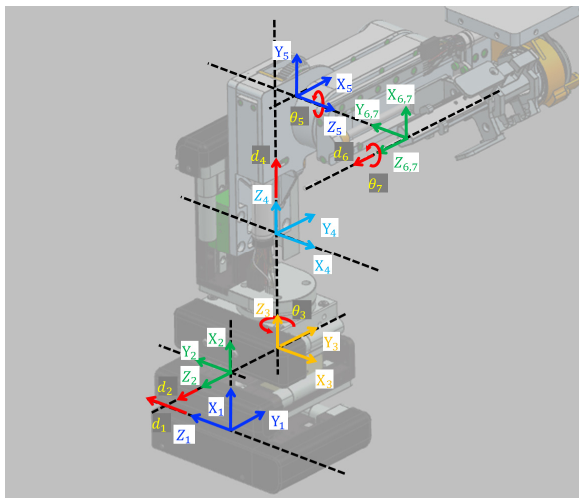 Y₅
X₅
θ₅
Z₅
Y₆,₇
X₆,₇
d₄
d₆
Z₆,₇
θ₇
Z₄
Y₄
X₄
Z₃
θ₃
X₂
Y₂
Y₃
Z₂
X₃
d₂
X₁
d₁
Z₁
Y₁